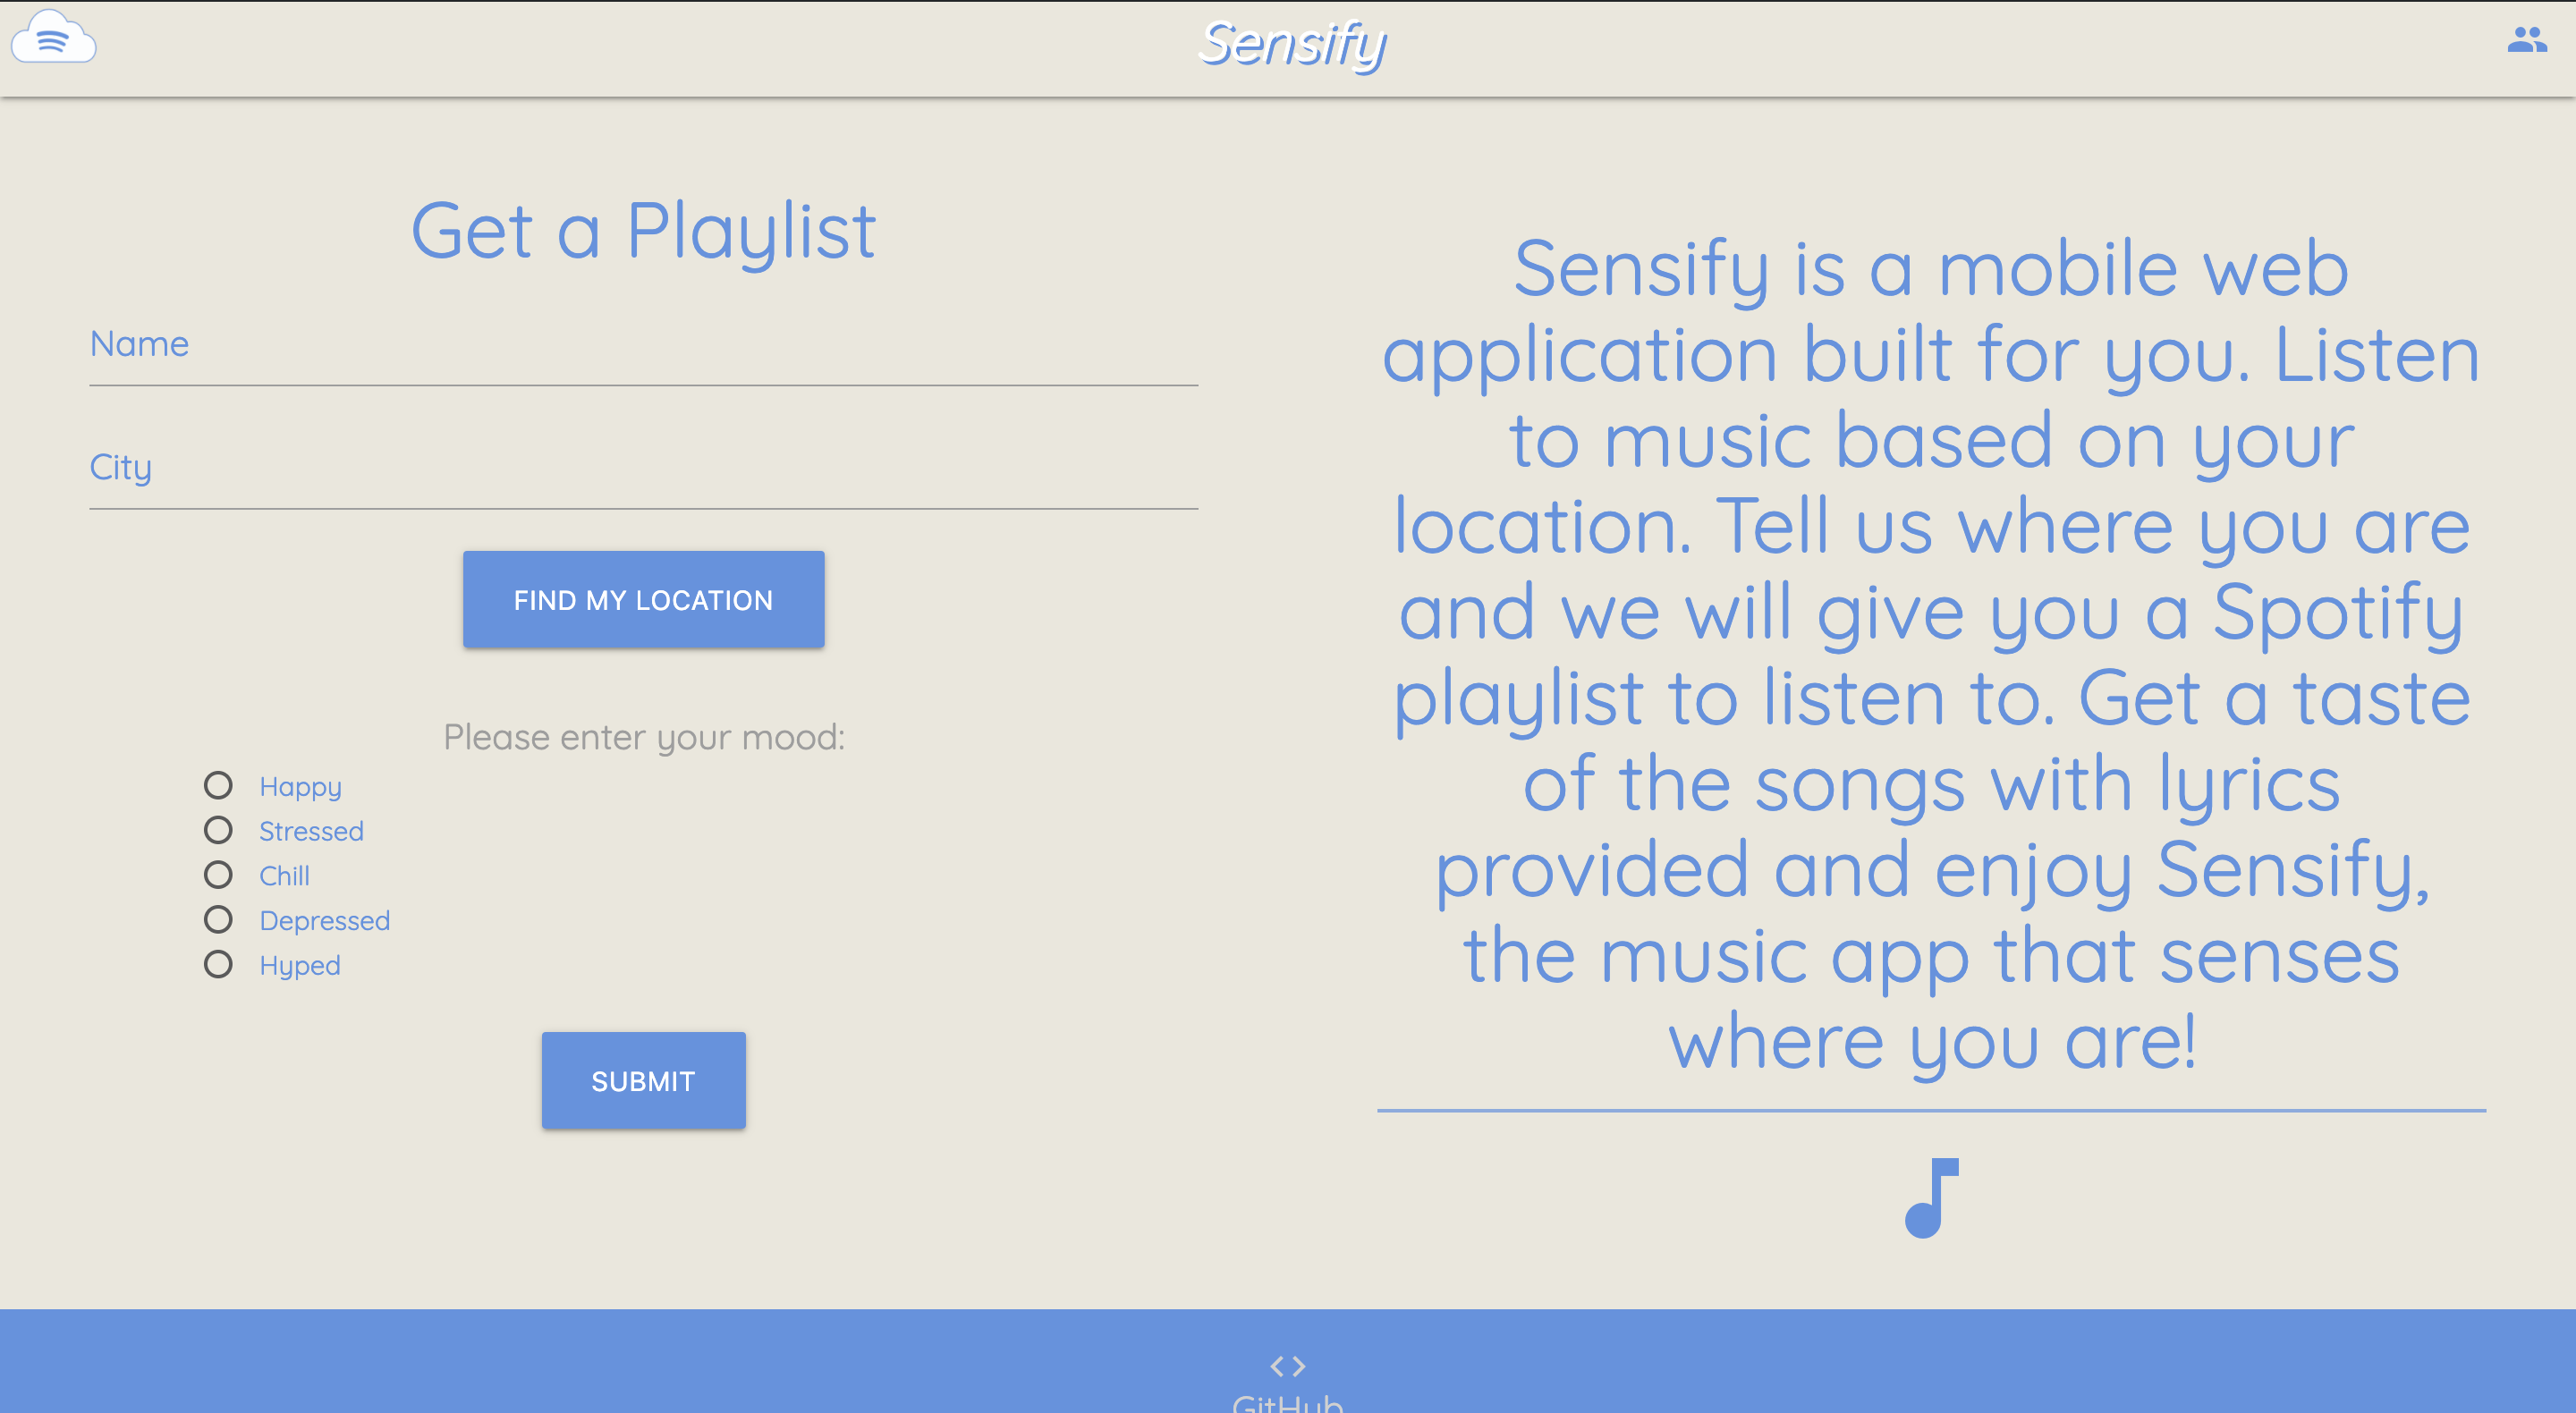 Sensify
Get a Playlist
Name
City
FIND MY LOCATION
Please enter your mood:
Happy
Stressed
Chill
Depressed
Hyped
SUBMIT
Sensify is a mobile web
application built for you. Listen
to music based on your
location. Tell us where you are
and we will give you a Spotify
playlist to listen to. Get a taste
of the songs with lyrics
provided and enjoy Sensify,
the music app that senses
where you are!
GitHub